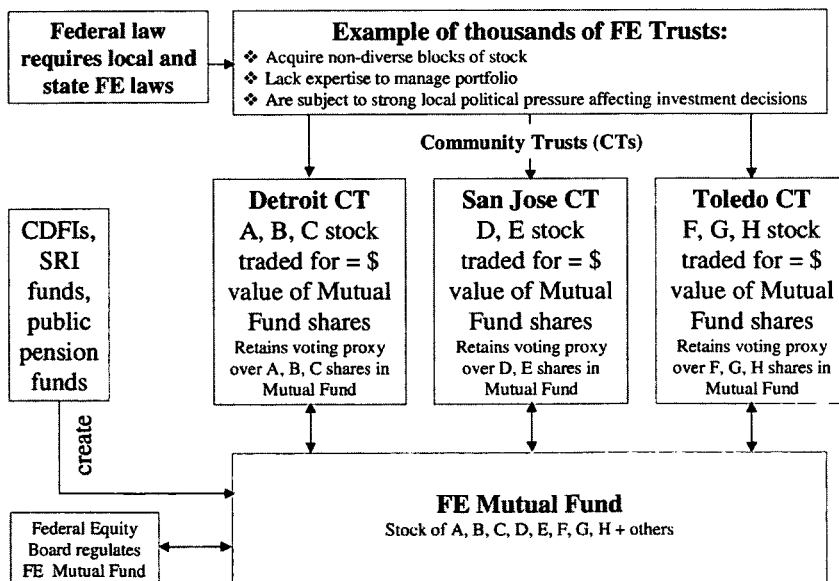 Federal law
requires local and
state FE laws
Example of thousands of FE Trusts:
❖ Acquire non-diverse blocks of stock
❖ Lack expertise to manage portfolio
❖ Are subject to strong local political pressure affecting investment decisions
Community Trusts (CTs)
CDFIs,
SRI
funds,
public
pension
funds
Detroit CT
A, B, C stock
traded for = $
value of Mutual
Fund shares
Retains voting proxy
over A, B, C shares in
Mutual Fund
San Jose CT
D, E stock
traded for = $
value of Mutual
Fund shares
Retains voting proxy
over D, E shares in
Mutual Fund
Toledo CT
F, G, H stock
traded for = $
value of Mutual
Fund shares
Retains voting proxy
over F, G, H shares in
Mutual Fund
create
FE Mutual Fund
Stock of A, B, C, D, E, F, G, H + others
Federal Equity
Board regulates
FE Mutual Fund